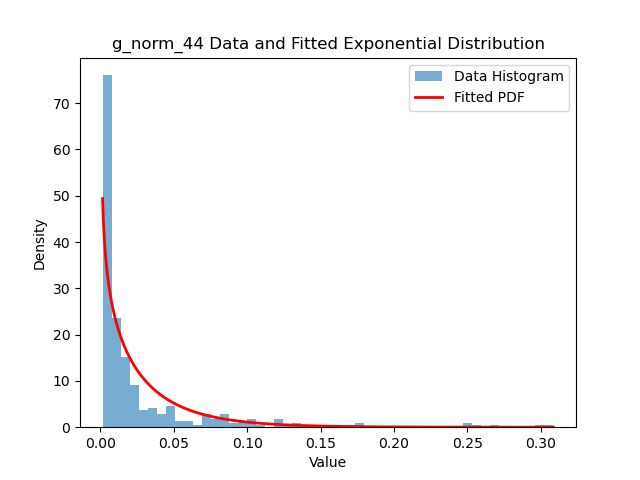 g_norm_44 Data and Fitted Exponential Distribution
Data Histogram
Fitted PDF
Density
70
60
50
40
30
20
10
0
0.00 0.05 0.10 0.15 0.20 0.25 0.30
Value